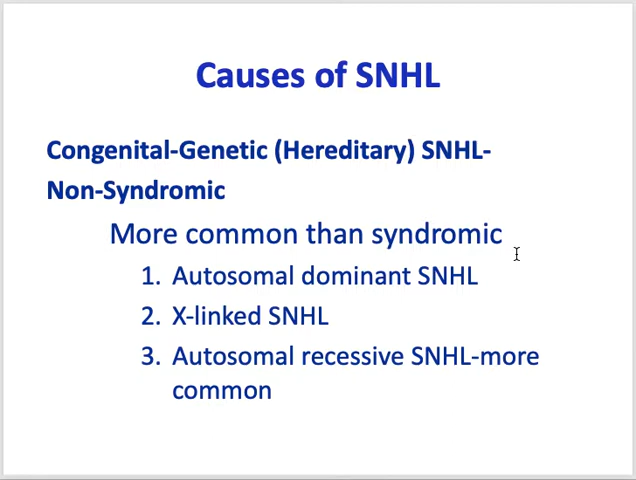 Causes of SNHL
Congenital-Genetic (Hereditary) SNHL-
Non-Syndromic
More common than syndromic
1. Autosomal dominant SNHL
2. X-linked SNHL
3. Autosomal recessive SNHL-more
common